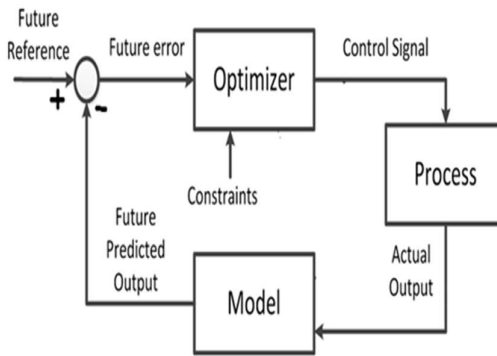 Future
Reference
Future error
Optimizer
Control Signal
+
-
Constraints
Process
Future
Predicted
Output
Model
Actual
Output